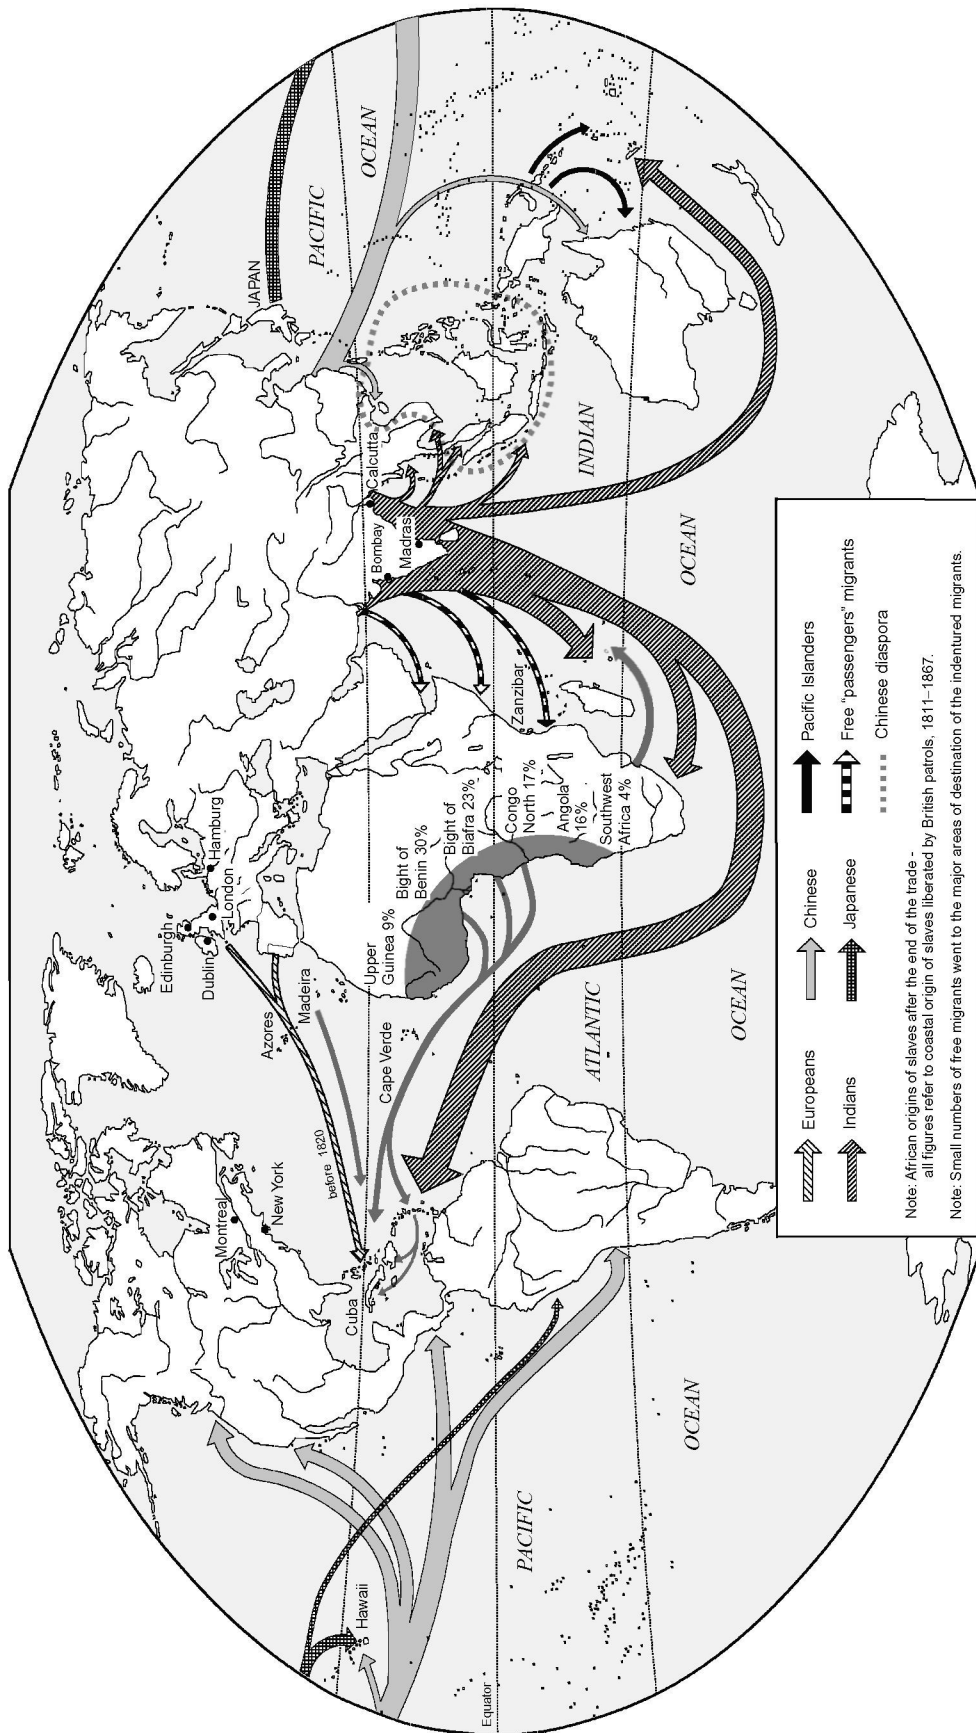 PACIFIC
OCEAN
JAPAN
Edinburgh
Hamburg
Dublin
London
Montreal
New York
Azores
Madeira
before 1820
Cuba
Hawaii
Cape Verde
Upper
Guinea 9%
Bight of
Benin 30%
Bight of
Biafra 23%
Congo
North 17%
Angola
16%
Southwest
Africa 4%
Zanzibar
Bombay
Madras
Calcutta
Equator
PACIFIC
OCEAN
ATLANTIC
OCEAN
INDIAN
OCEAN
Europeans
Chinese
Pacific Islanders
Indians
Japanese
Free "passengers" migrants
Chinese diaspora
Note: African origins of slaves after the end of the trade -
all figures refer to coastal origin of slaves liberated by British patrols, 1811–1867.
Note: Small numbers of free migrants went to the major areas of destination of the indentured migrants.